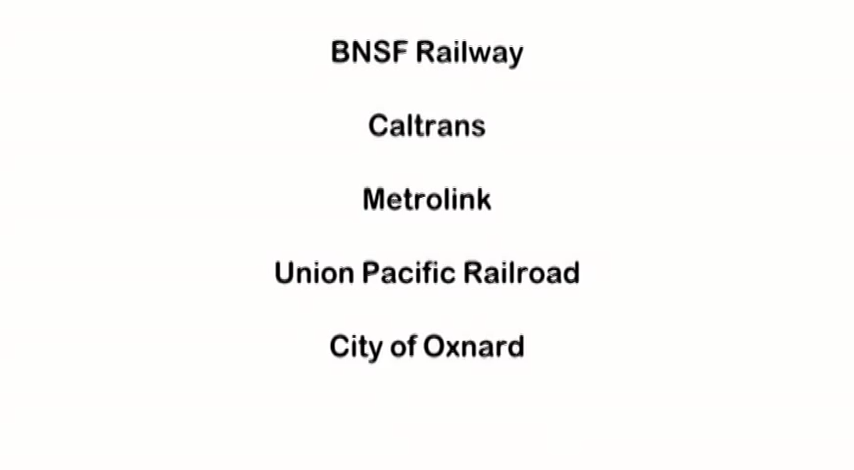 BNSF Railway
Caltrans
Metrolink
Union Pacific Railroad
City of Oxnard